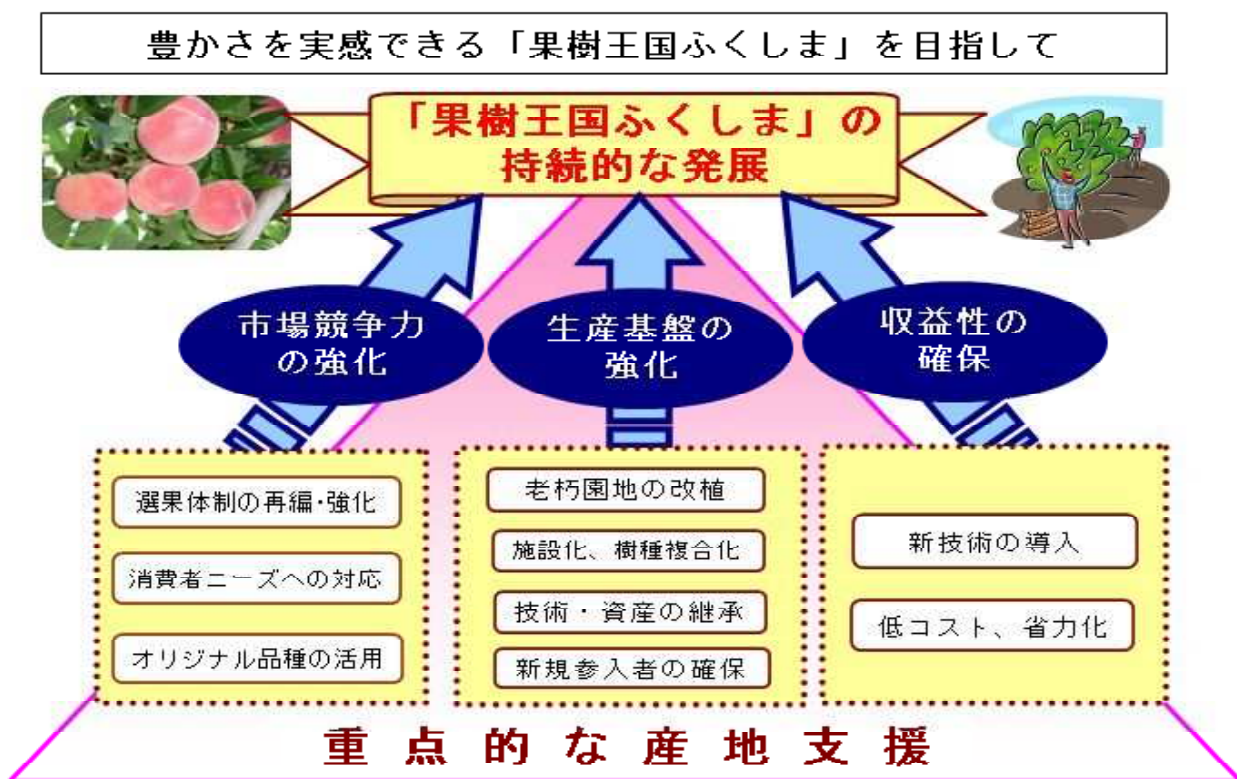 豊かさを実感できる「果樹王国ふくしま」を目指して
「果樹王国ふくしま」の
持続的な発展
市場競争力
の強化
生産基盤の
強化
収益性の
確保
選果体制の再編・強化
消費者ニーズへの対応
オリジナル品種の活用
老朽園地の改植
施設化、樹種複合化
技術・資産の継承
新規参入者の確保
新技術の導入
低コスト、省力化
重点的な産地支援